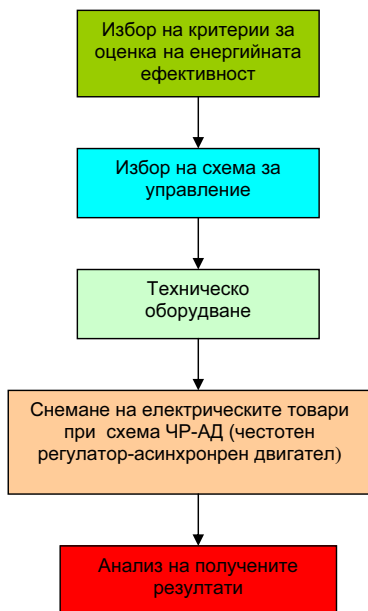 Избор на критерии за
оценка на енергийната
ефективност
Избор на схема за
управление
Техническо
оборудване
Снемане на електрическите товари
при схема ЧР-АД (честотен
регулатор-асинхронрен двигател)
Анализ на получените
резултати